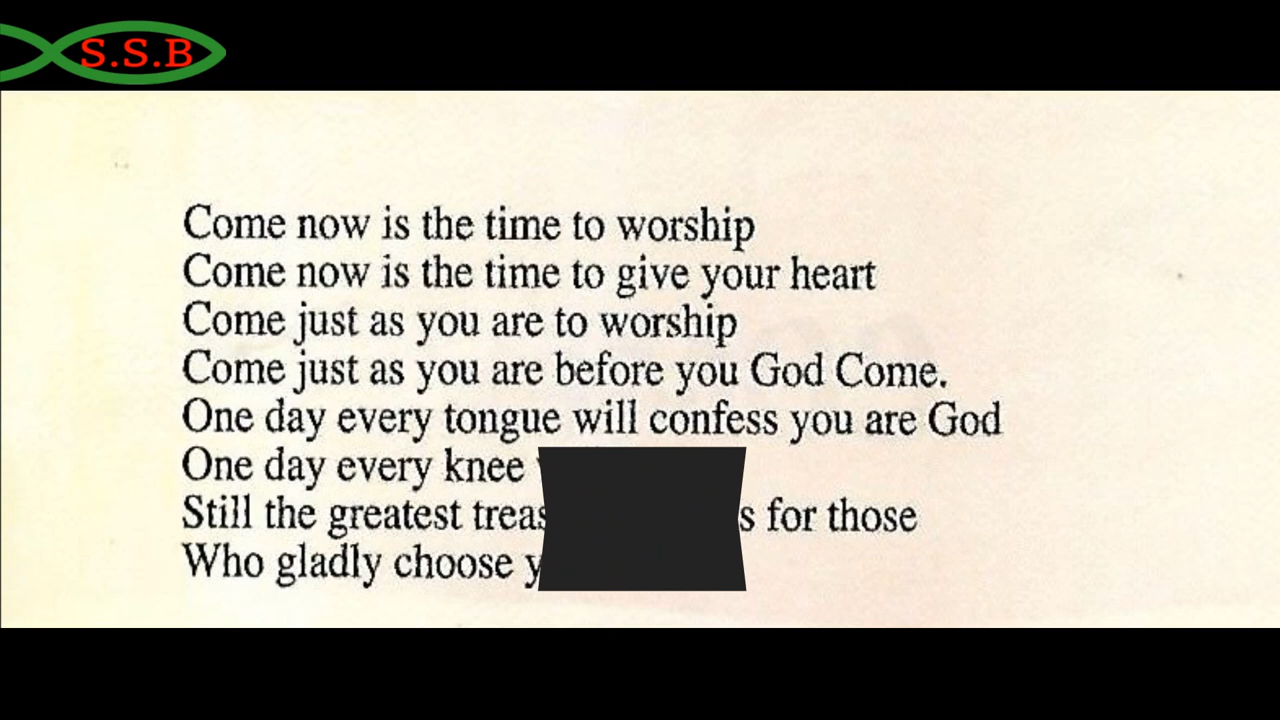 S.S.B
Come now is the time to worship
Come now is the time to give your heart
Come just as you are to worship
Come just as you are before you God Come.
One day every tongue will confess you are God
One day every knee
Still the greatest for those
Who gladly choose